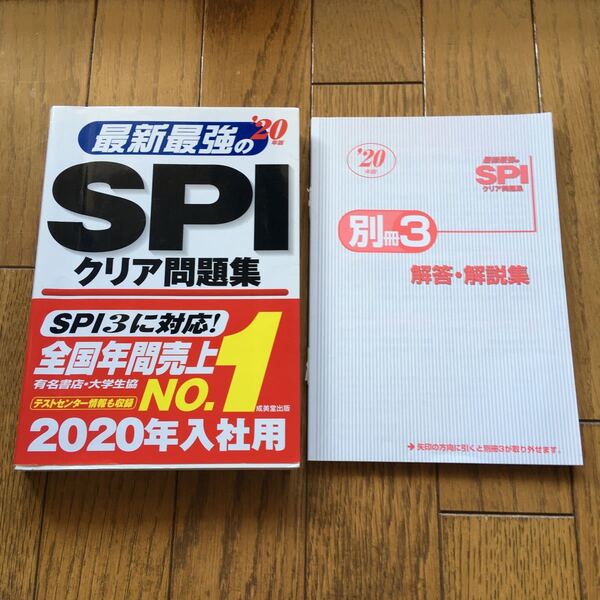 最新最強の
'20年版
SPI
クリア問題集
SPI3に対応!
全国年間売上
有名書店・大学生協
NO.1
テストセンター情報も収録
成美堂出版
2020年入社用
'20年版
最新最強の
SPI
クリア問題集
別冊3
解答・解説集
→矢印の方向に引くと別冊3が取り外せます。